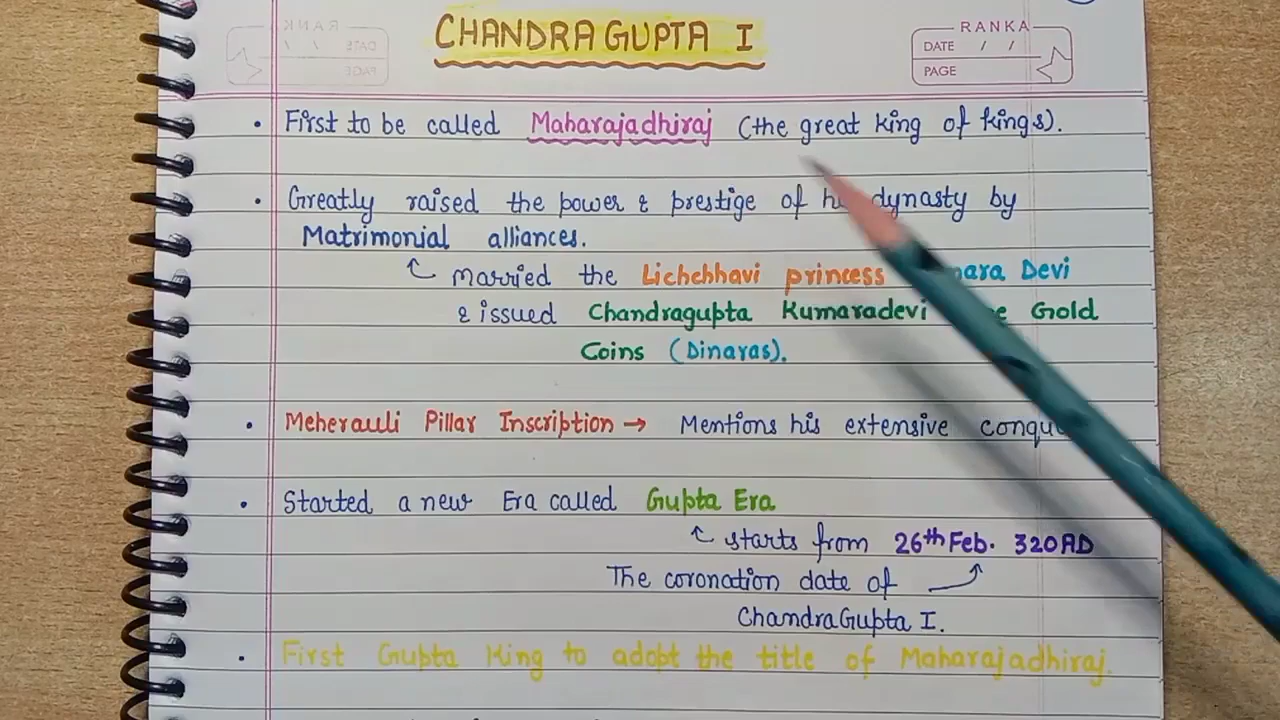 CHANDRAGUPTA I
RANKA
DATE / /
PAGE
• First to be called Maharajadhiraj (the great king of kings).
• Greatly raised the power & prestige of dynasty by
Matrimonial alliances.
married the Lichchhavi princess Devi
& issued Chandragupta Kumaradevi Gold
Coins (Dinaras).
• Meherauli Pillar Inscription → Mentions his extensive
• Started a new Era called Gupta Era
starts from 26th Feb. 320AD
The coronation date of
ChandraGupta I.
• First Gupta King to adopt the title of Maharajadhiraj.